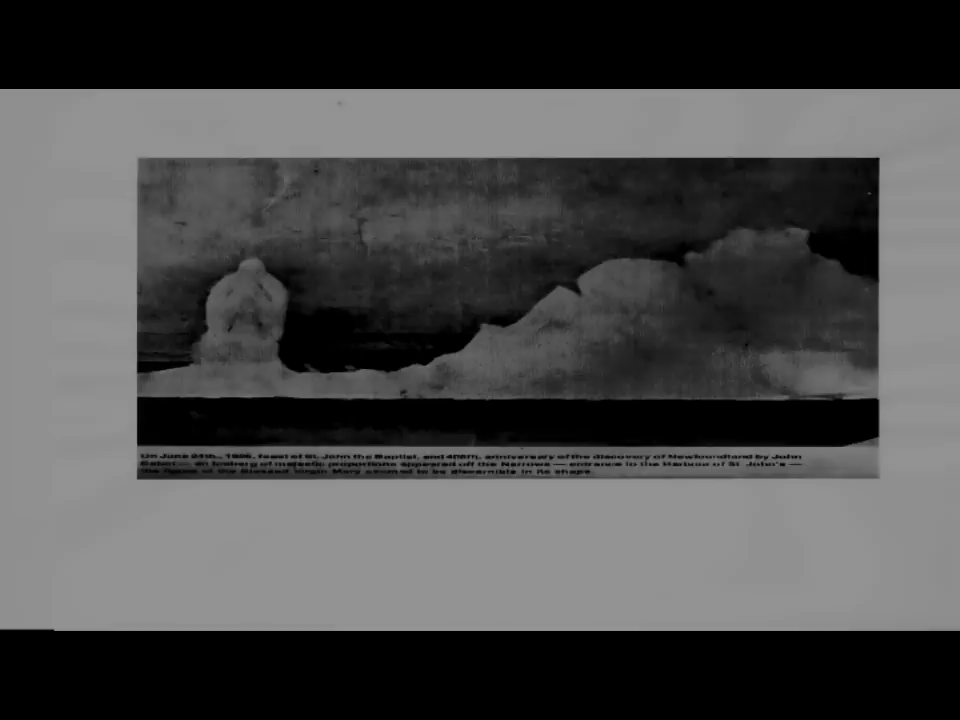 On June 24th., feast of St. John the Baptist, and 408th. anniversary of the discovery of Newfoundland by John
Cabot — an Iceberg of majestic proportions appeared off the Narrows — entrance to the Harbour of St. John's —
the figure of the Blessed Virgin Mary seemed to be discernible in its shape.